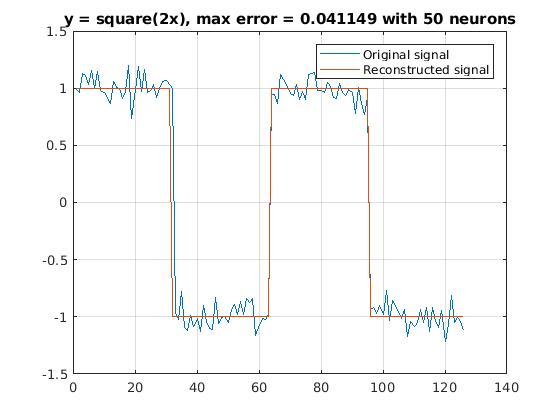 y = square(2x), max error = 0.041149 with 50 neurons
1.5
Original signal
Reconstructed signal
1
0.5
0
-0.5
-1
-1.5
0 20 40 60 80 100 120 140